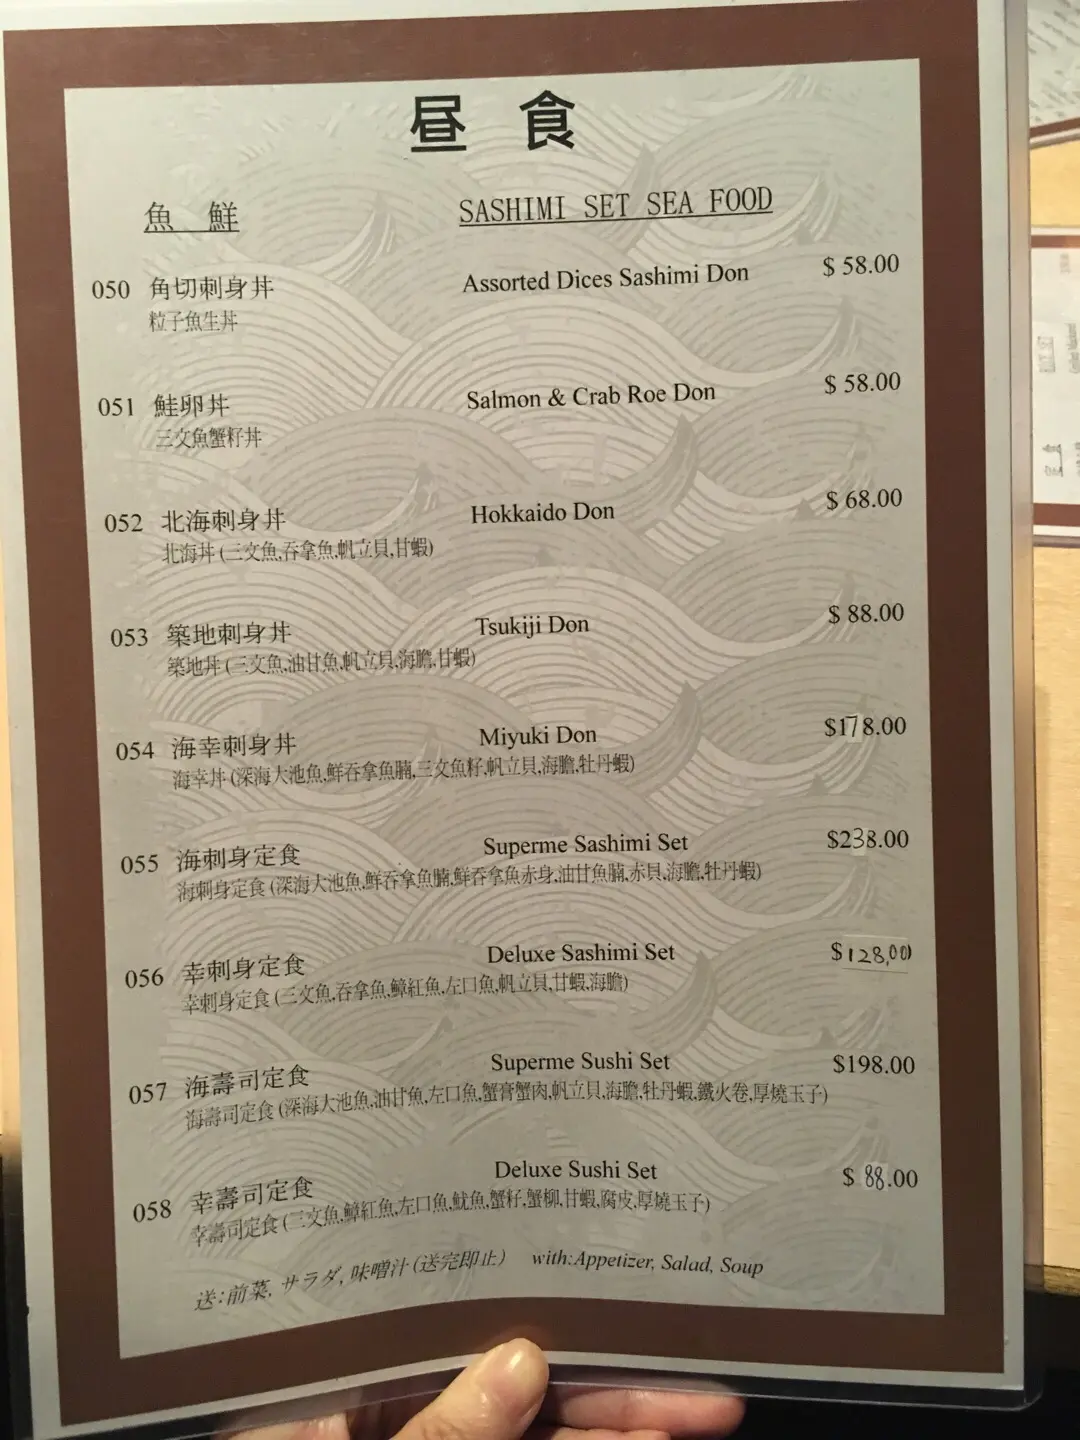 昼 食
魚 鮮 SASHIMI SET SEA FOOD
050 角切刺身丼 Assorted Dices Sashimi Don $ 58.00
粒子魚生丼
051 鮭卵丼 Salmon & Crab Roe Don $ 58.00
三文魚蟹籽丼
052 北海刺身丼 Hokkaido Don $ 68.00
北海丼 (三文魚,吞拿魚,帆立貝,甘蝦)
053 築地刺身丼 Tsukiji Don $ 88.00
築地丼 (三文魚,油甘魚,帆立貝,海膽,甘蝦)
054 海幸刺身丼 Miyuki Don $178.00
海幸丼 (深海大池魚,鮮吞拿魚腩,三文魚籽,帆立貝,海膽,牡丹蝦)
055 海刺身定食 Superme Sashimi Set $238.00
海刺身定食 (深海大池魚,鮮吞拿魚腩,鮮吞拿魚赤身,油甘魚腩,赤貝,海膽,牡丹蝦)
056 幸刺身定食 Deluxe Sashimi Set $128,00
幸刺身定食 (三文魚,吞拿魚,鱆紅魚,左口魚,帆立貝,甘蝦,海膽)
057 海壽司定食 Superme Sushi Set $198.00
海壽司定食 (深海大池魚,油甘魚,左口魚,蟹膏蟹肉,帆立貝,海膽,牡丹蝦,鐵火卷,厚燒玉子)
058 幸壽司定食 Deluxe Sushi Set $ 88.00
幸壽司定食 (三文魚,鱆紅魚,左口魚,魷魚,蟹籽,蟹柳,甘蝦,腐皮,厚燒玉子)
送：前菜, サラダ, 味噌汁 (送完即止) with:Appetizer, Salad, Soup